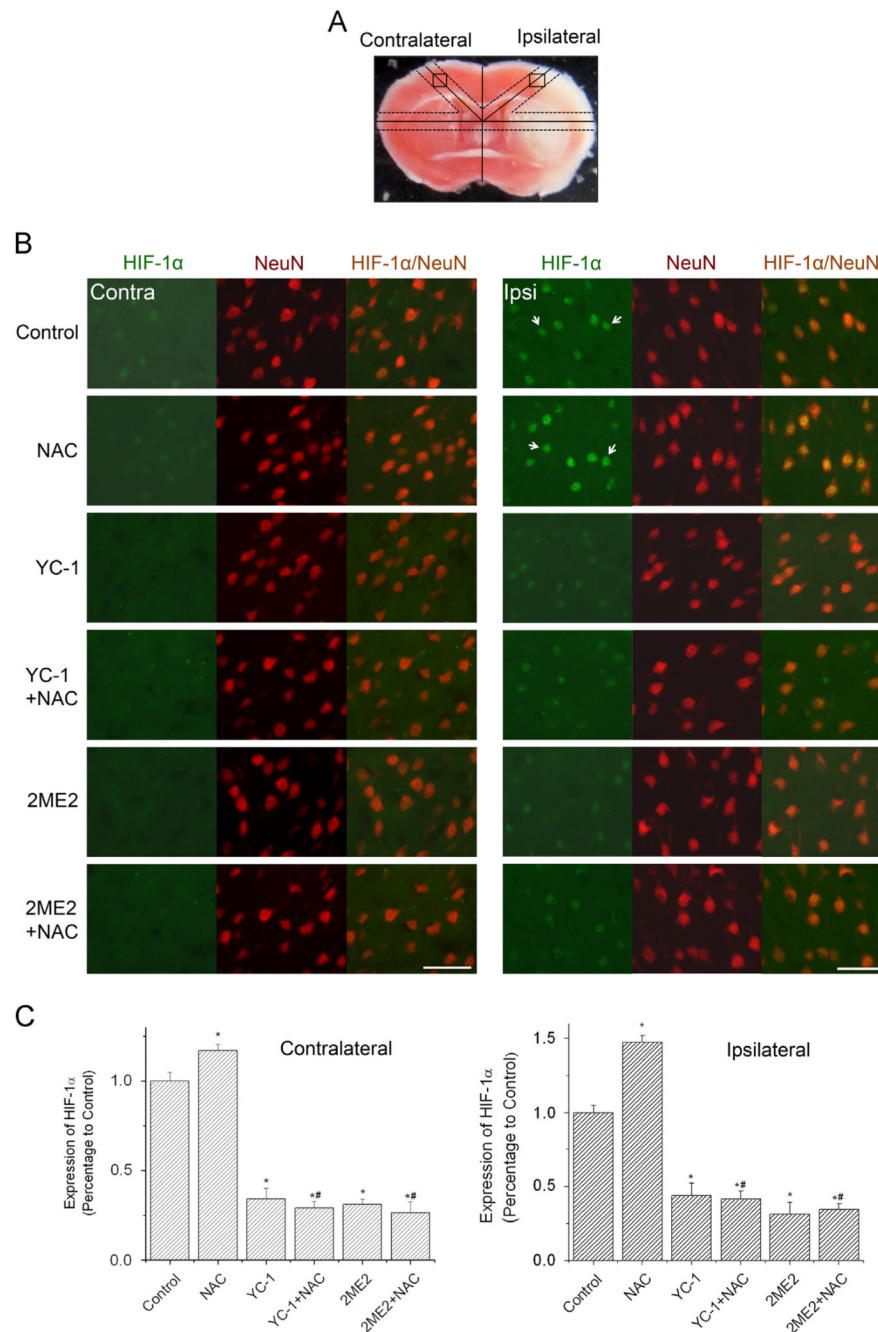 A
Contralateral
Ipsilateral
B
HIF-1α NeuN HIF-1α/NeuN HIF-1α NeuN HIF-1α/NeuN
Contra
Ipsi
Control
NAC
YC-1
YC-1
+NAC
2ME2
2ME2
+NAC
C
Expression of HIF-1α
(Percentage to Control)
Contralateral
1.0
0.5
0.0
*
*
*#
*
*#
Control
NAC
YC-1
YC-1+NAC
2ME2
2ME2+NAC
Expression of HIF-1α
(Percentage to Control)
Ipsilateral
1.5
1.0
0.5
0.0
*
*
*#
*
*#
Control
NAC
YC-1
YC-1+NAC
2ME2
2ME2+NAC